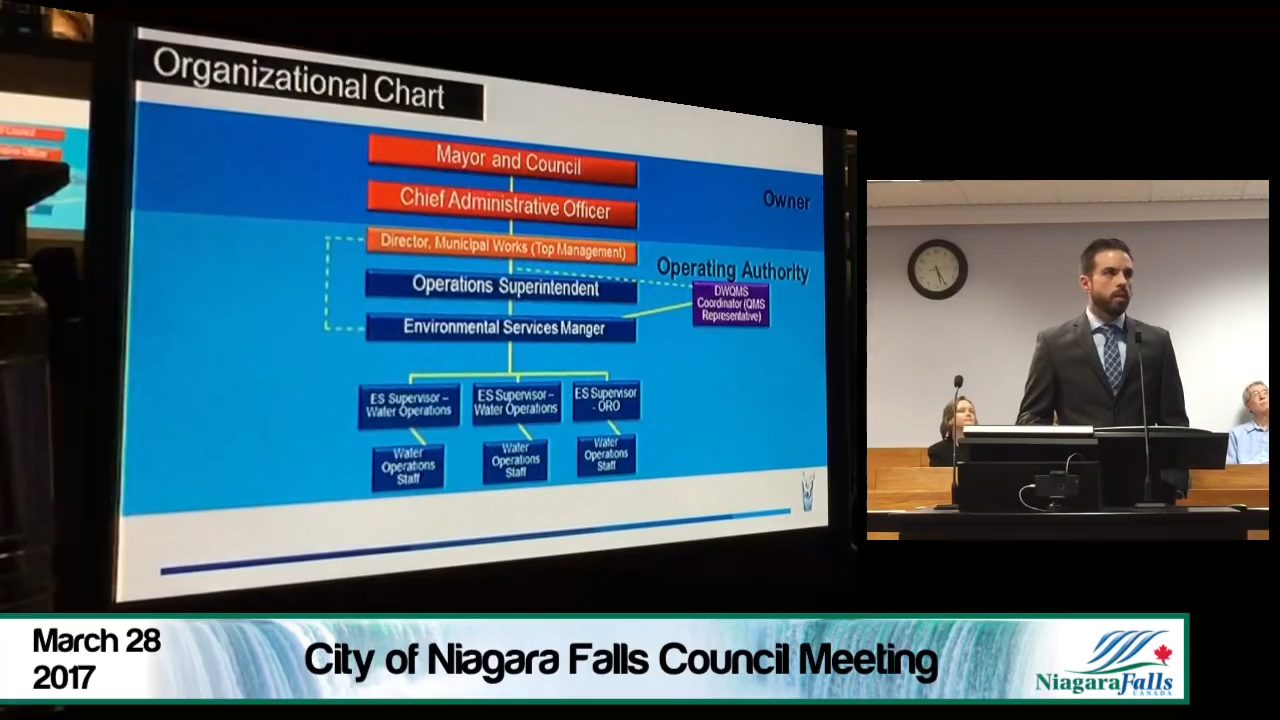 Organizational Chart
Mayor and Council
Chief Administrative Officer
Owner
Director, Municipal Works (Top Management)
Operating Authority
Operations Superintendent
DWQMS
Coordinator (QMS
Representative)
Environmental Services Manger
ES Supervisor –
Water Operations
ES Supervisor –
Water Operations
ES Supervisor
- ORO
Water
Operations
Staff
Water
Operations
Staff
Water
Operations
Staff
March 28
2017
City of Niagara Falls Council Meeting
NiagaraFalls
CANADA